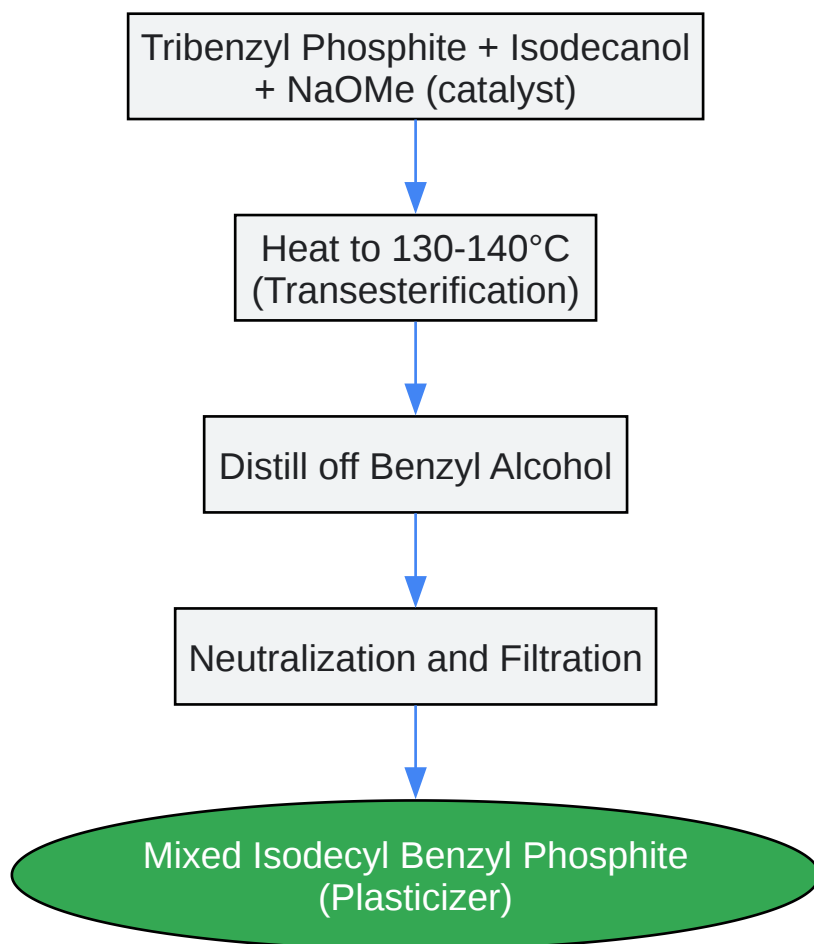 Tribenzyl Phosphite + Isodecanol
+ NaOMe (catalyst)
Heat to 130-140°C
(Transesterification)
Distill off Benzyl Alcohol
Neutralization and Filtration
Mixed Isodecyl Benzyl Phosphite
(Plasticizer)